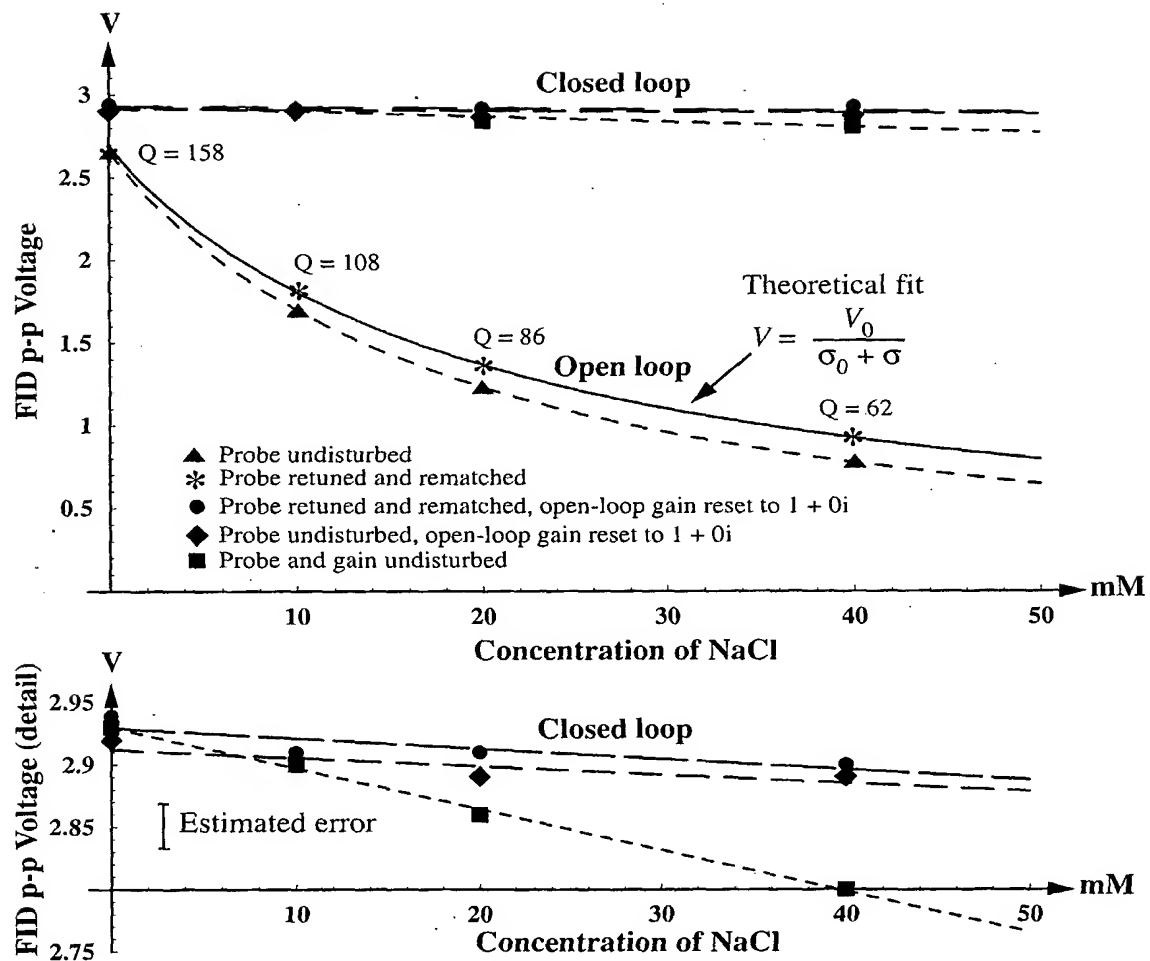 V
Closed loop
3
Q = 158
2.5
FID p-p Voltage
2
Q = 108
Theoretical fit
V = V0 / σ0 + σ
1.5
Q = 86
Open loop
1
Q = 62
▲ Probe undisturbed
* Probe retuned and rematched
● Probe retuned and rematched, open-loop gain reset to 1 + 0i
◆ Probe undisturbed, open-loop gain reset to 1 + 0i
■ Probe and gain undisturbed
0.5
mM
10 20 30 40 50
Concentration of NaCl
V
FID p-p Voltage (detail)
2.95
Closed loop
2.9
Estimated error
2.85
mM
10 20 30 40 50
2.75
Concentration of NaCl